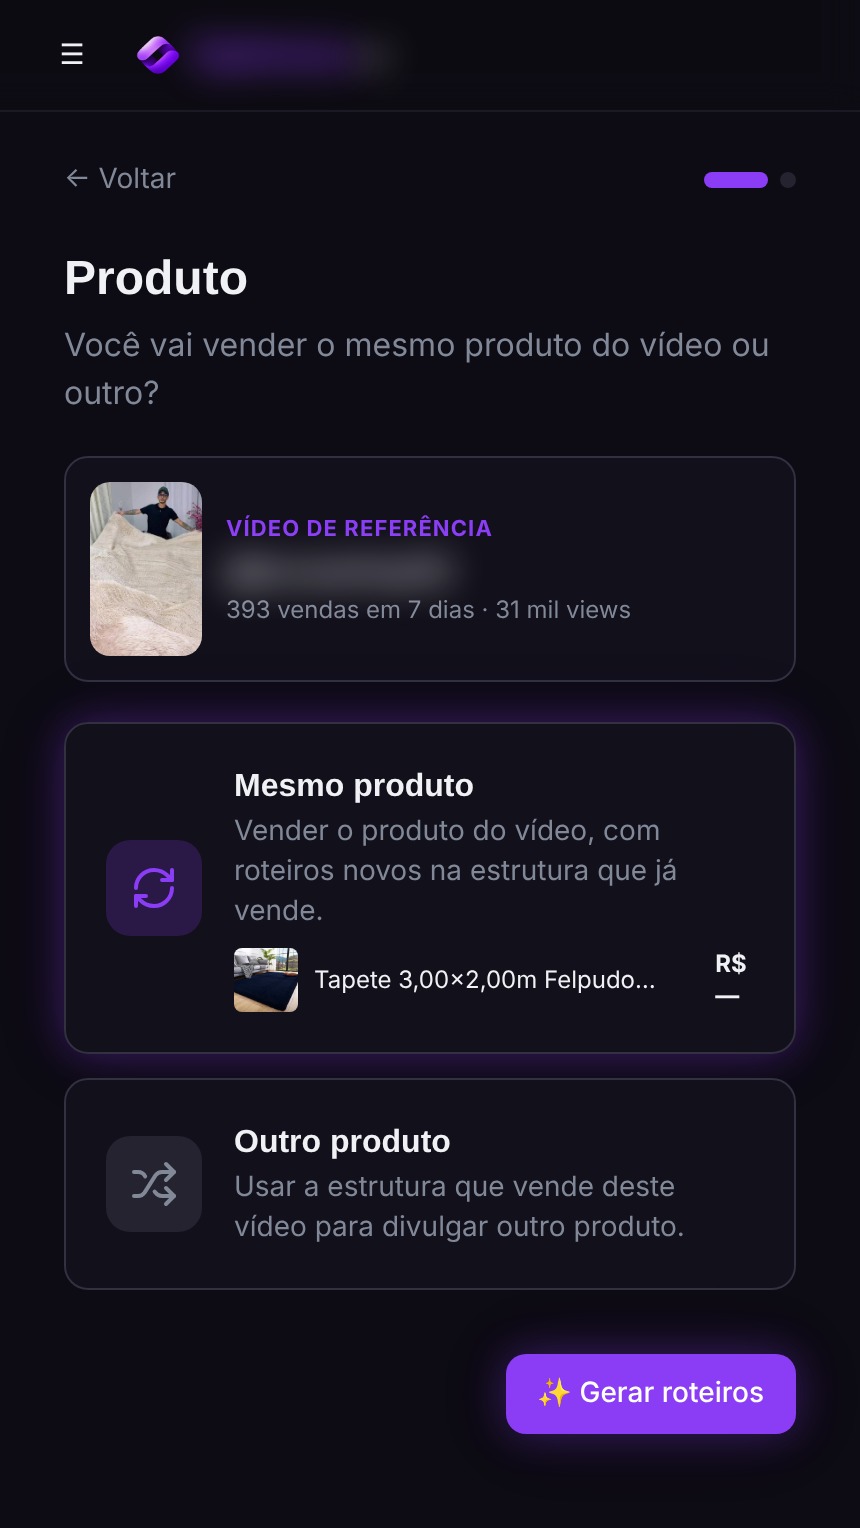 ☰
← Voltar
Produto
Você vai vender o mesmo produto do vídeo ou
outro?
VÍDEO DE REFERÊNCIA
393 vendas em 7 dias · 31 mil views
Mesmo produto
Vender o produto do vídeo, com
roteiros novos na estrutura que já
vende.
Tapete 3,00×2,00m Felpudo...
R$
—
Outro produto
Usar a estrutura que vende deste
vídeo para divulgar outro produto.
✨ Gerar roteiros